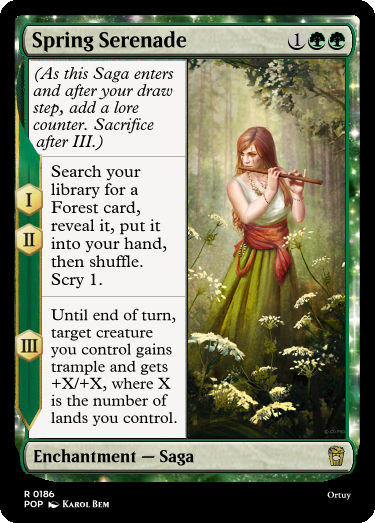 Spring Serenade 1
(As this Saga enters
and after your draw
step, add a lore
counter. Sacrifice
after III.)
I
II
Search your
library for a
Forest card,
reveal it, put it
into your hand,
then shuffle.
Scry 1.
III
Until end of turn,
target creature
you control gains
trample and gets
+X/+X, where X
is the number of
lands you control.
Enchantment — Saga
R 0186
POP Karol Bem
Ortuy